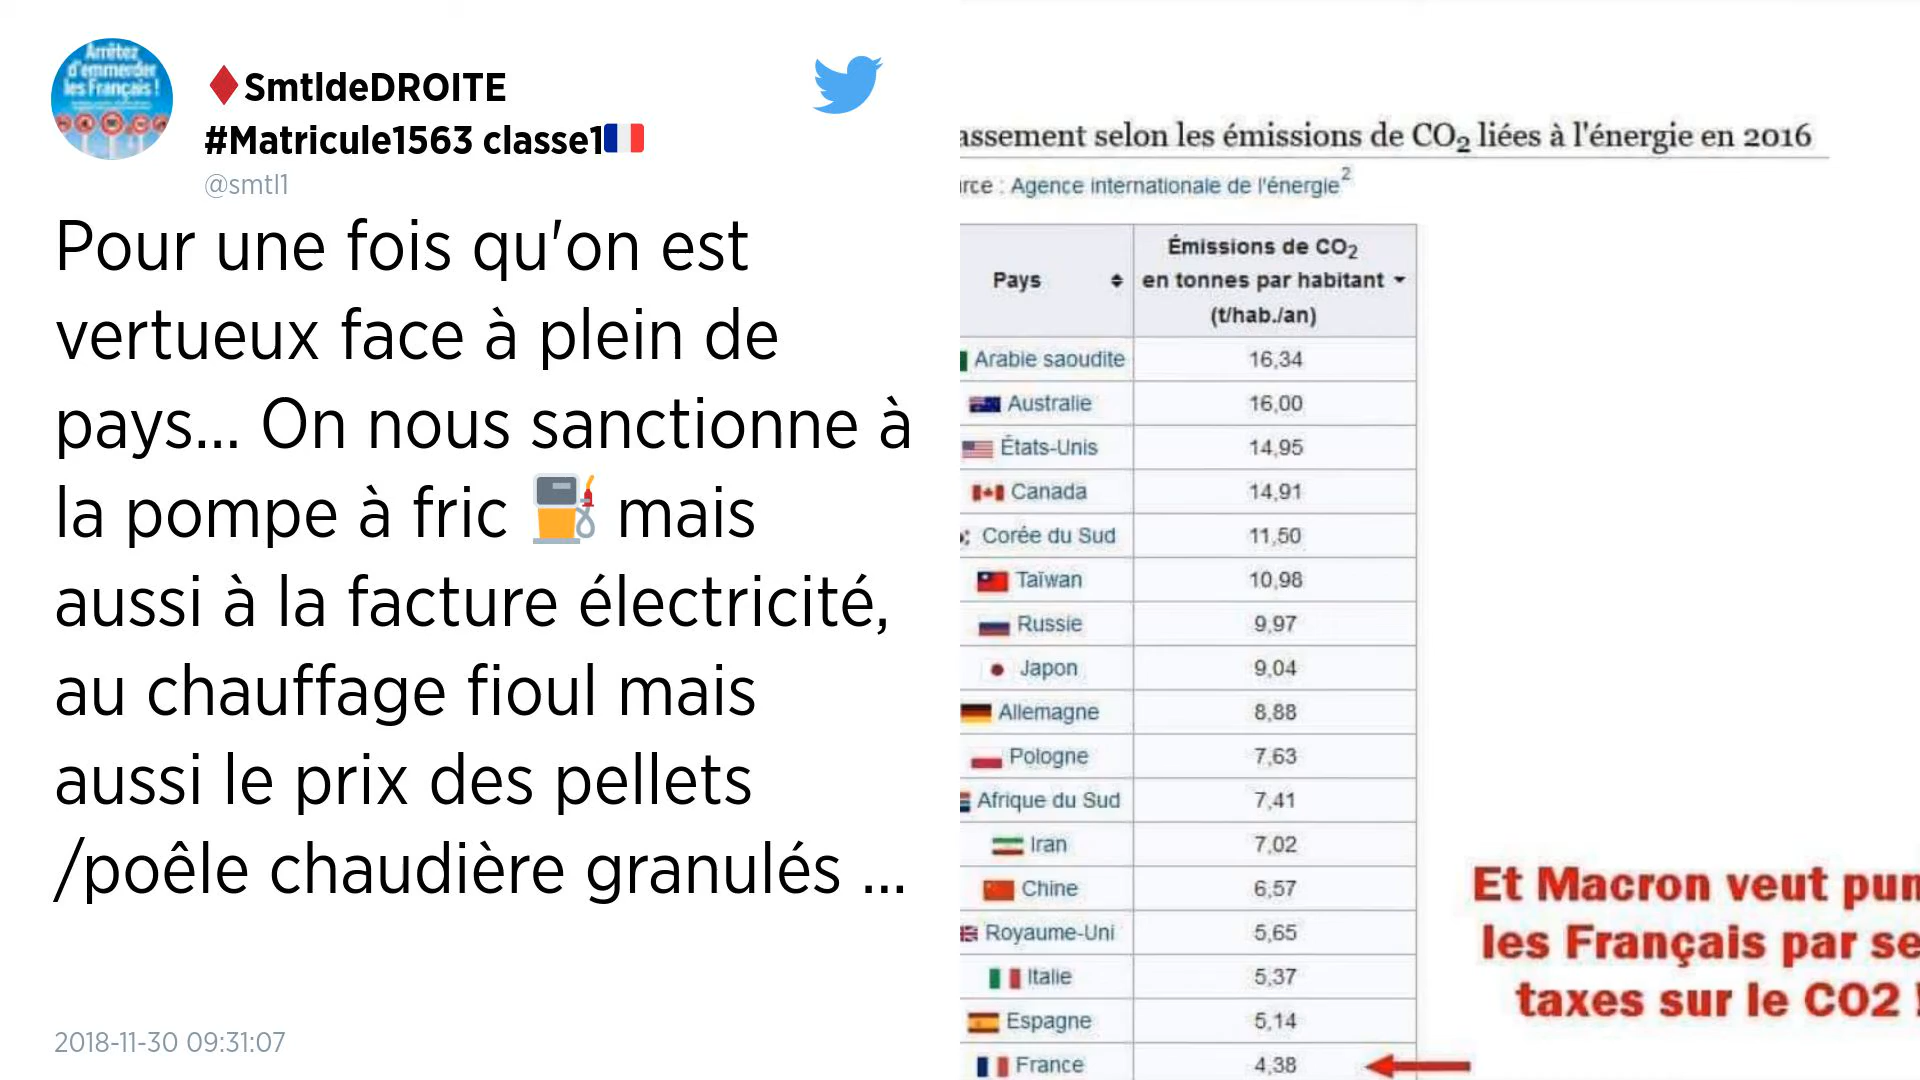 Arrêtez
d'emmerder
les Français !
SmtldeDROITE
#Matricule1563 classe1
@smtl1
Pour une fois qu'on est
vertueux face à plein de
pays... On nous sanctionne à
la pompe à fric mais
aussi à la facture électricité,
au chauffage fioul mais
aussi le prix des pellets
/poêle chaudière granulés ...
2018-11-30 09:31:07
assement selon les émissions de CO₂ liées à l'énergie en 2016
rce : Agence internationale de l'énergie²
Pays
Émissions de CO₂
en tonnes par habitant
(t/hab./an)
Arabie saoudite 16,34
Australie 16,00
États-Unis 14,95
Canada 14,91
Corée du Sud 11,50
Taïwan 10,98
Russie 9,97
Japon 9,04
Allemagne 8,88
Pologne 7,63
Afrique du Sud 7,41
Iran 7,02
Chine 6,57
Royaume-Uni 5,65
Italie 5,37
Espagne 5,14
France 4,38
Et Macron veut pun
les Français par se
taxes sur le CO2 !